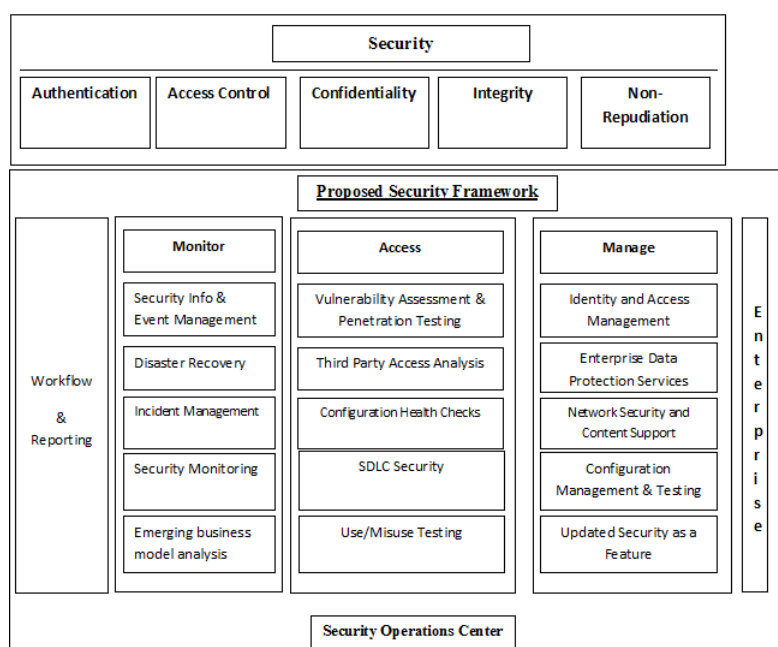 Security
Authentication
Access Control
Confidentiality
Integrity
Non-
Repudiation
Proposed Security Framework
Workflow
&
Reporting
Monitor
Security Info &
Event Management
Disaster Recovery
Incident Management
Security Monitoring
Emerging business
model analysis
Access
Vulnerability Assessment &
Penetration Testing
Third Party Access Analysis
Configuration Health Checks
SDLC Security
Use/Misuse Testing
Manage
Identity and Access
Management
Enterprise Data
Protection Services
Network Security and
Content Support
Configuration
Management & Testing
Updated Security as a
Feature
Enterprise
Security Operations Center